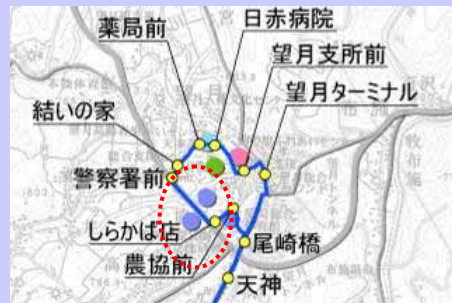 日赤病院
薬局前
望月支所前
望月ターミナル
結いの家
警察署前
しらかば店
尾崎橋
農協前
天神